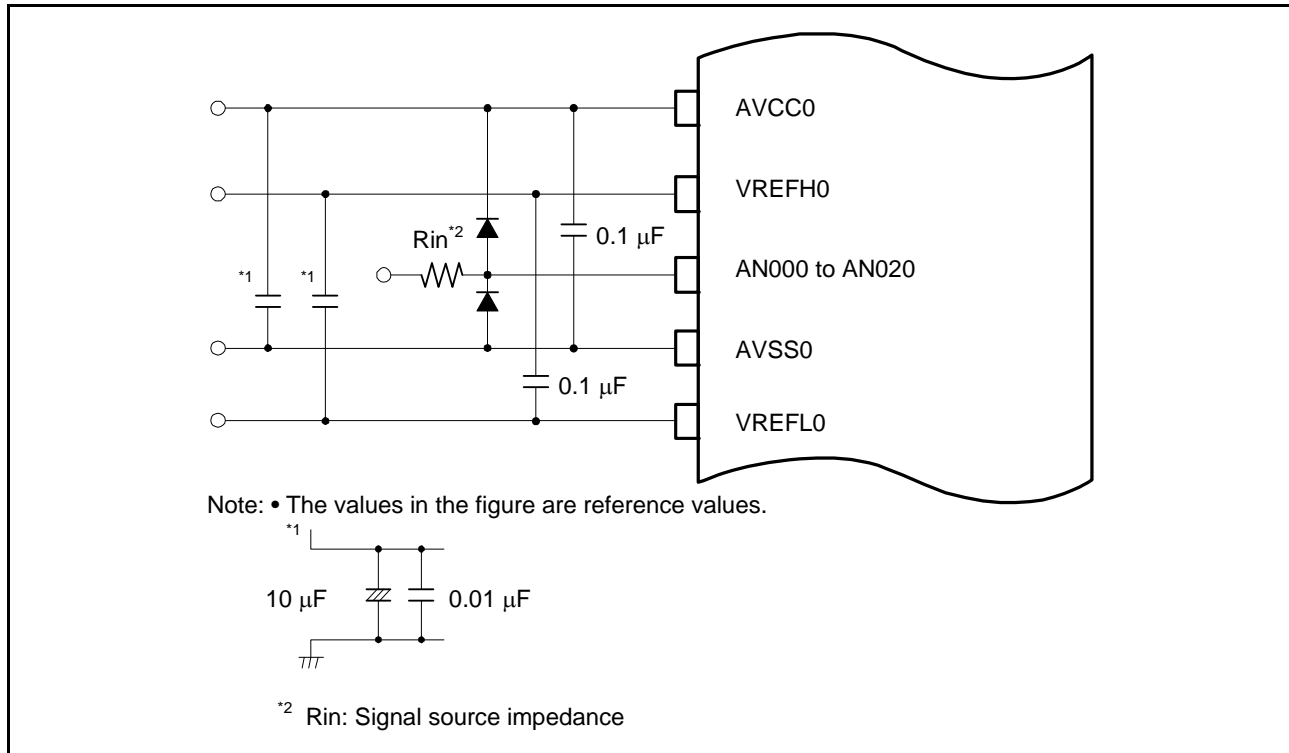 AVCC0
VREFH0
Rin*2
0.1 μF
*1
*1
AN000 to AN020
AVSS0
0.1 μF
VREFL0
Note: • The values in the figure are reference values.
*1
10 μF
0.01 μF
*2 Rin: Signal source impedance